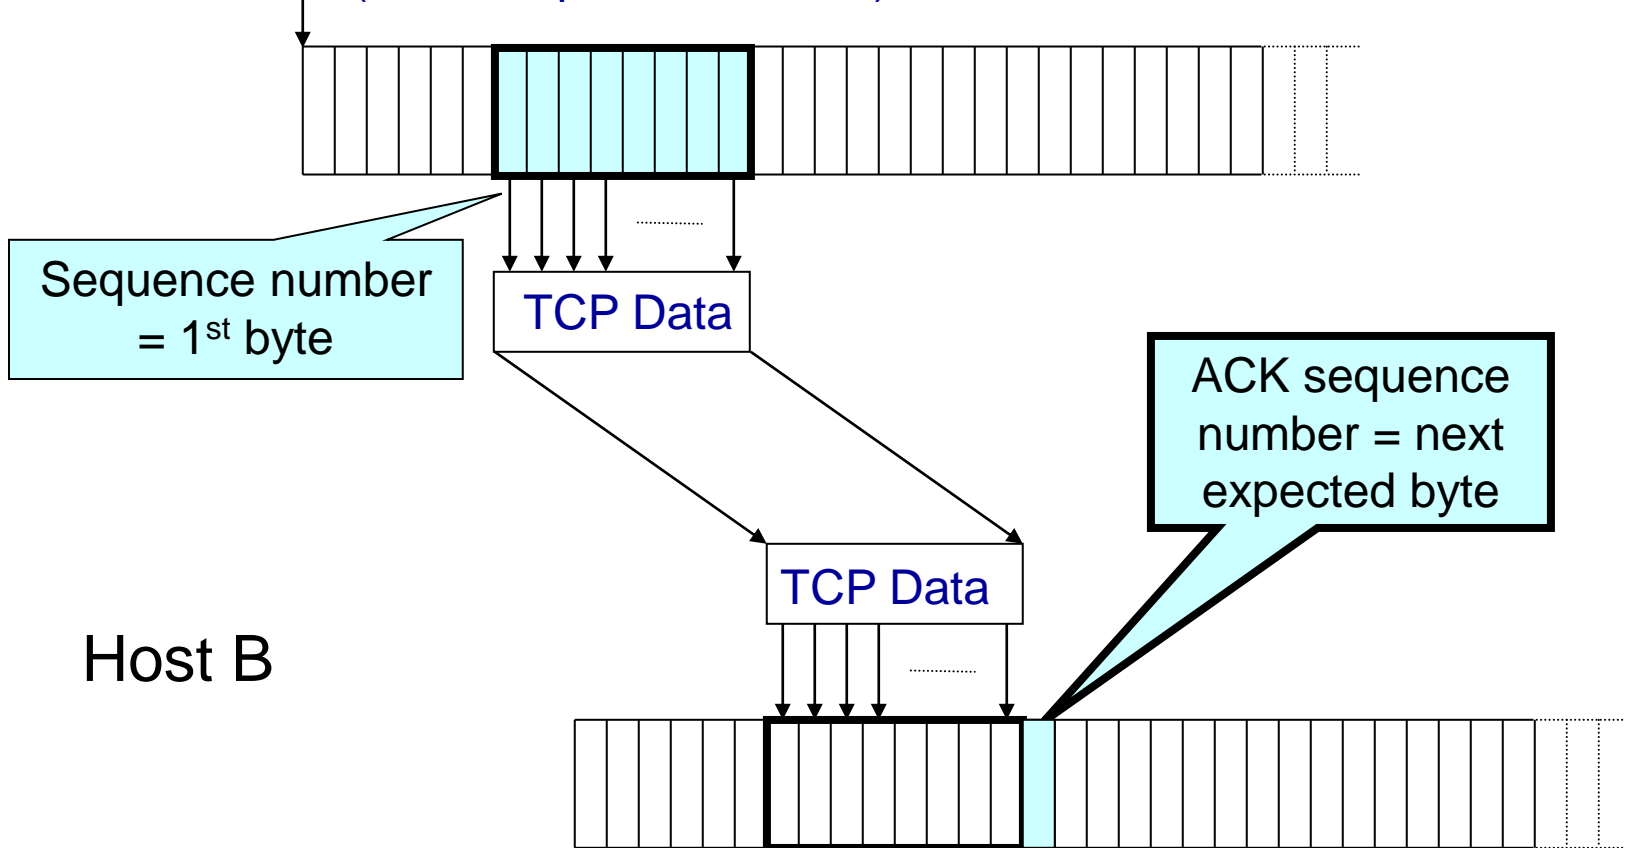 Sequence number
= 1st byte
TCP Data
ACK sequence
number = next
expected byte
TCP Data
Host B